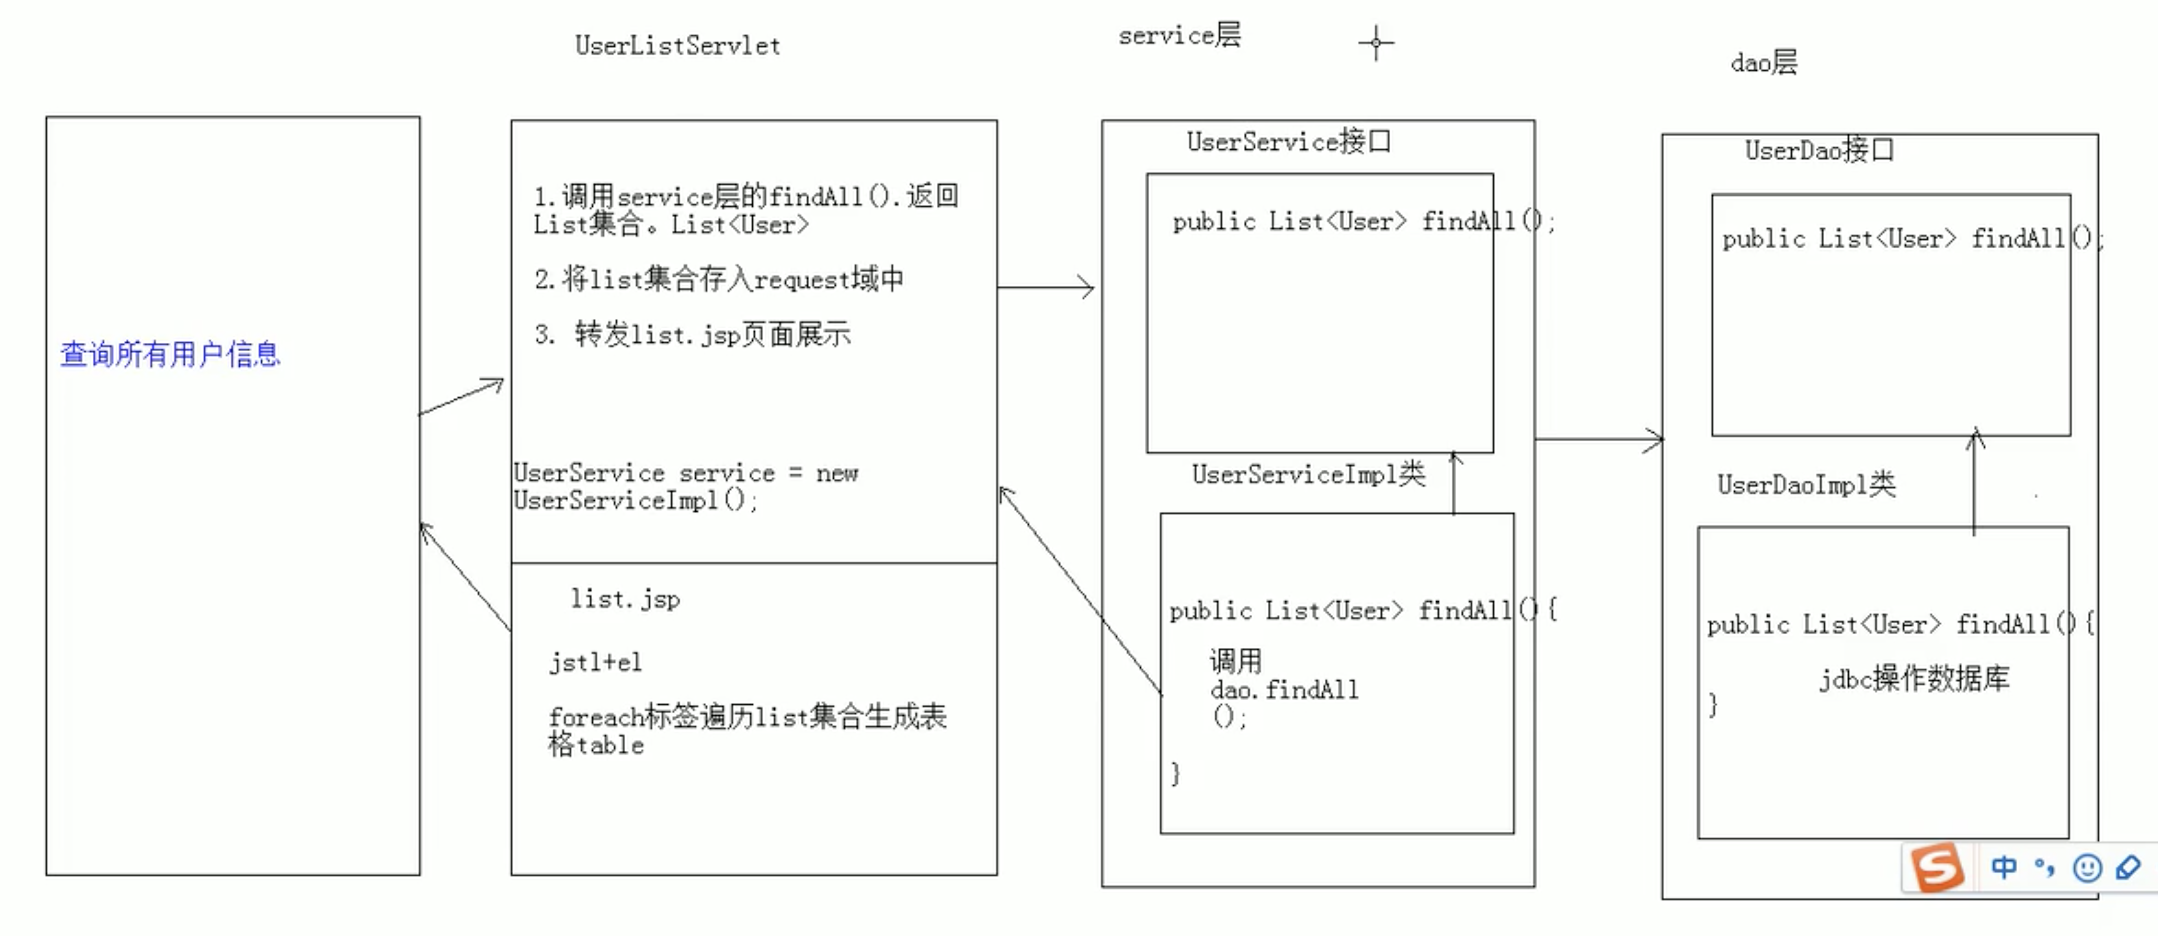 UserListServlet
service层
dao层
查询所有用户信息
1.调用service层的findAll().返回
List集合。List<User>
2.将list集合存入request域中
3. 转发list.jsp页面展示
UserService service = new
UserServiceImpl();
list.jsp
jstl+el
foreach标签遍历list集合生成表
格table
UserService接口
public List<User> findAll();
UserServiceImpl类
public List<User> findAll(){
调用
dao.findAll
();
}
UserDao接口
public List<User> findAll();
UserDaoImpl类
public List<User> findAll(){
jdbc操作数据库
}
S
中